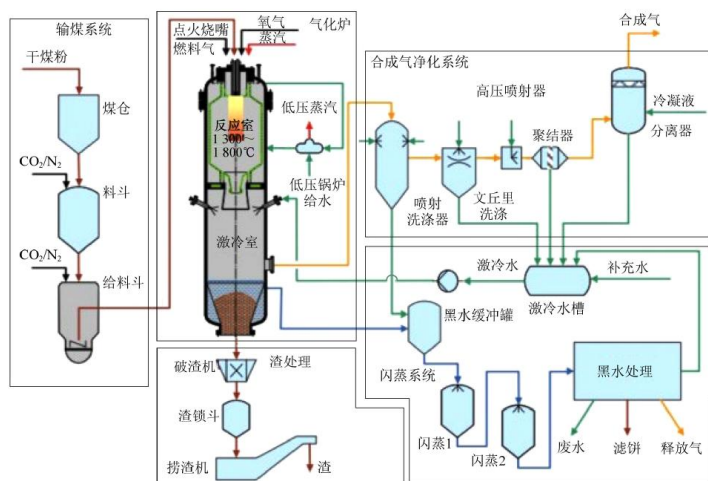 输煤系统
干煤粉
煤仓
CO2/N2
料斗
CO2/N2
给料斗
点火烧嘴
燃料气
氧气
蒸汽
气化炉
反应室
1 300～
1 800℃
低压蒸汽
低压锅炉
给水
激冷室
渣处理
破渣机
渣锁斗
捞渣机
渣
合成气
合成气净化系统
高压喷射器
聚结器
冷凝液
分离器
喷射
洗涤器
文丘里
洗涤
激冷水
补充水
激冷水槽
黑水缓冲罐
闪蒸系统
闪蒸1
闪蒸2
黑水处理
废水
滤饼
释放气